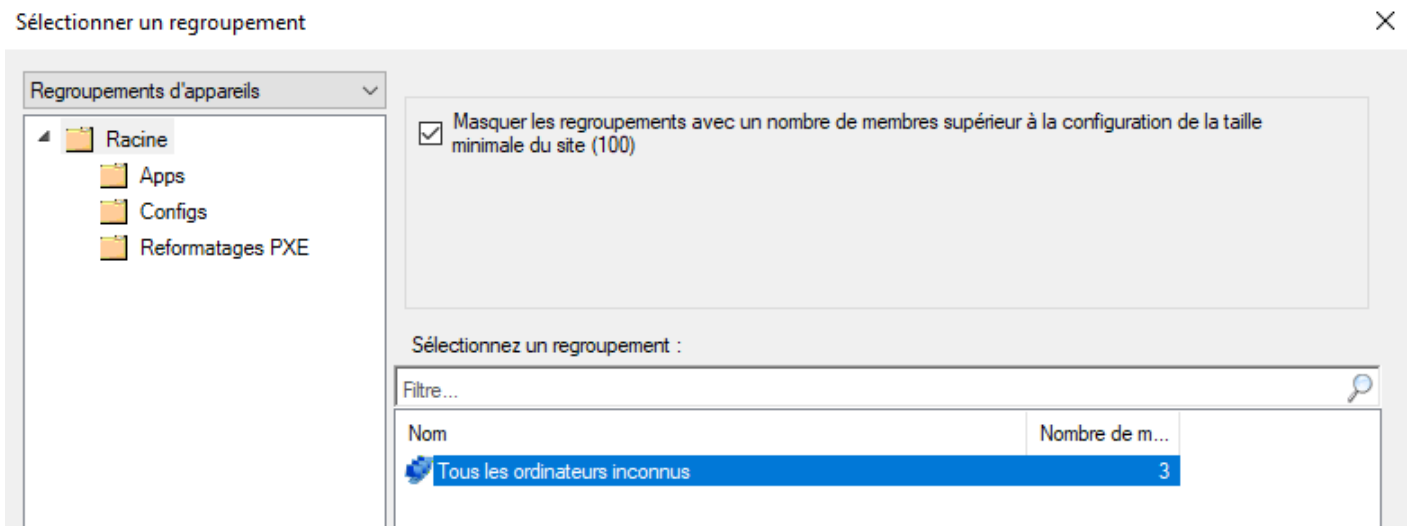 Sélectionner un regroupement
Regroupements d'appareils
Racine
Apps
Configs
Reformatages PXE
Masquer les regroupements avec un nombre de membres supérieur à la configuration de la taille
minimale du site (100)
Sélectionnez un regroupement :
Filtre...
Nom Nombre de m...
Tous les ordinateurs inconnus 3